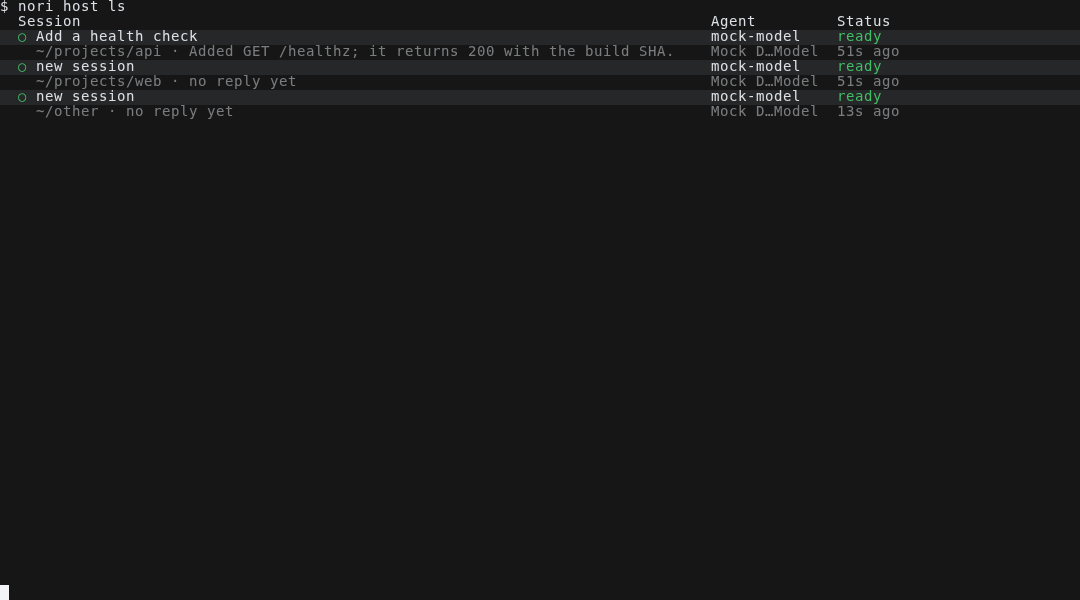 $ nori host ls
Session Agent Status
○ Add a health check mock-model ready
~/projects/api · Added GET /healthz; it returns 200 with the build SHA. Mock D…Model 51s ago
○ new session mock-model ready
~/projects/web · no reply yet Mock D…Model 51s ago
○ new session mock-model ready
~/other · no reply yet Mock D…Model 13s ago